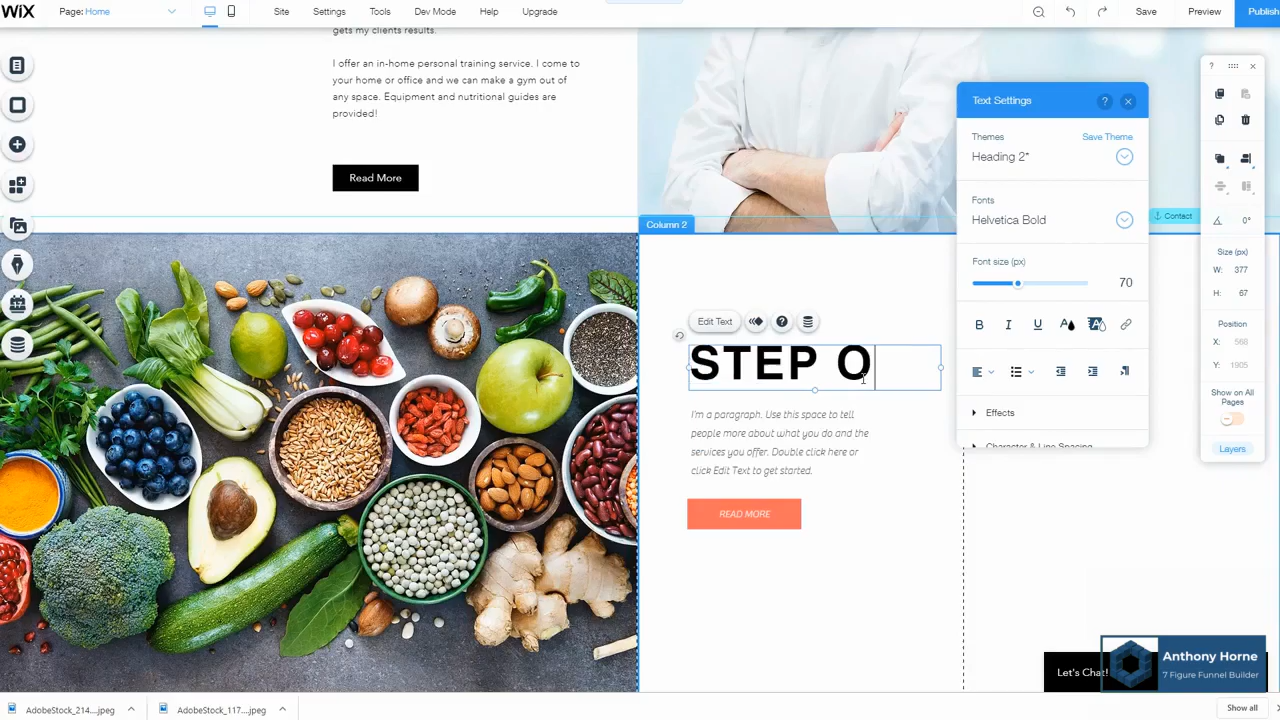 WiX
Page: Home
Site
Settings
Tools
Dev Mode
Help
Upgrade
Save
Preview
Publish
gets my clients results.
I offer an in-home personal training service. I come to
your home or office and we can make a gym out of
any space. Equipment and nutritional guides are
provided!
Read More
Column 2
Contact
Edit Text
STEP O
I'm a paragraph. Use this space to tell
people more about what you do and the
services you offer. Double click here or
click Edit Text to get started.
READ MORE
Text Settings
?
Themes
Save Theme
Heading 2*
Fonts
Helvetica Bold
Font size (px)
70
B
I
U
Effects
Character & Line Spacing
?
0°
Size (px)
W: 377
H: 67
Position
X: 568
Y: 1905
Show on All
Pages
Layers
17
Let's Chat!
Anthony Horne
7 Figure Funnel Builder
AdobeStock_214....jpeg
AdobeStock_117....jpeg
Show all